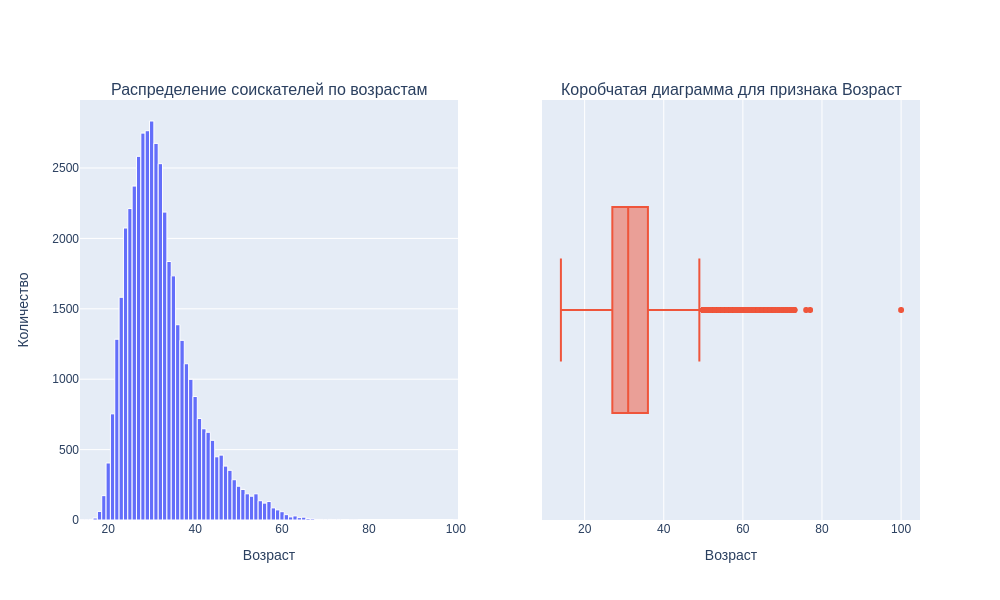 Распределение соискателей по возрастам
Коробчатая диаграмма для признака Возраст
Количество
2500
2000
1500
1000
500
0
20 40 60 80 100
Возраст
20 40 60 80 100
Возраст